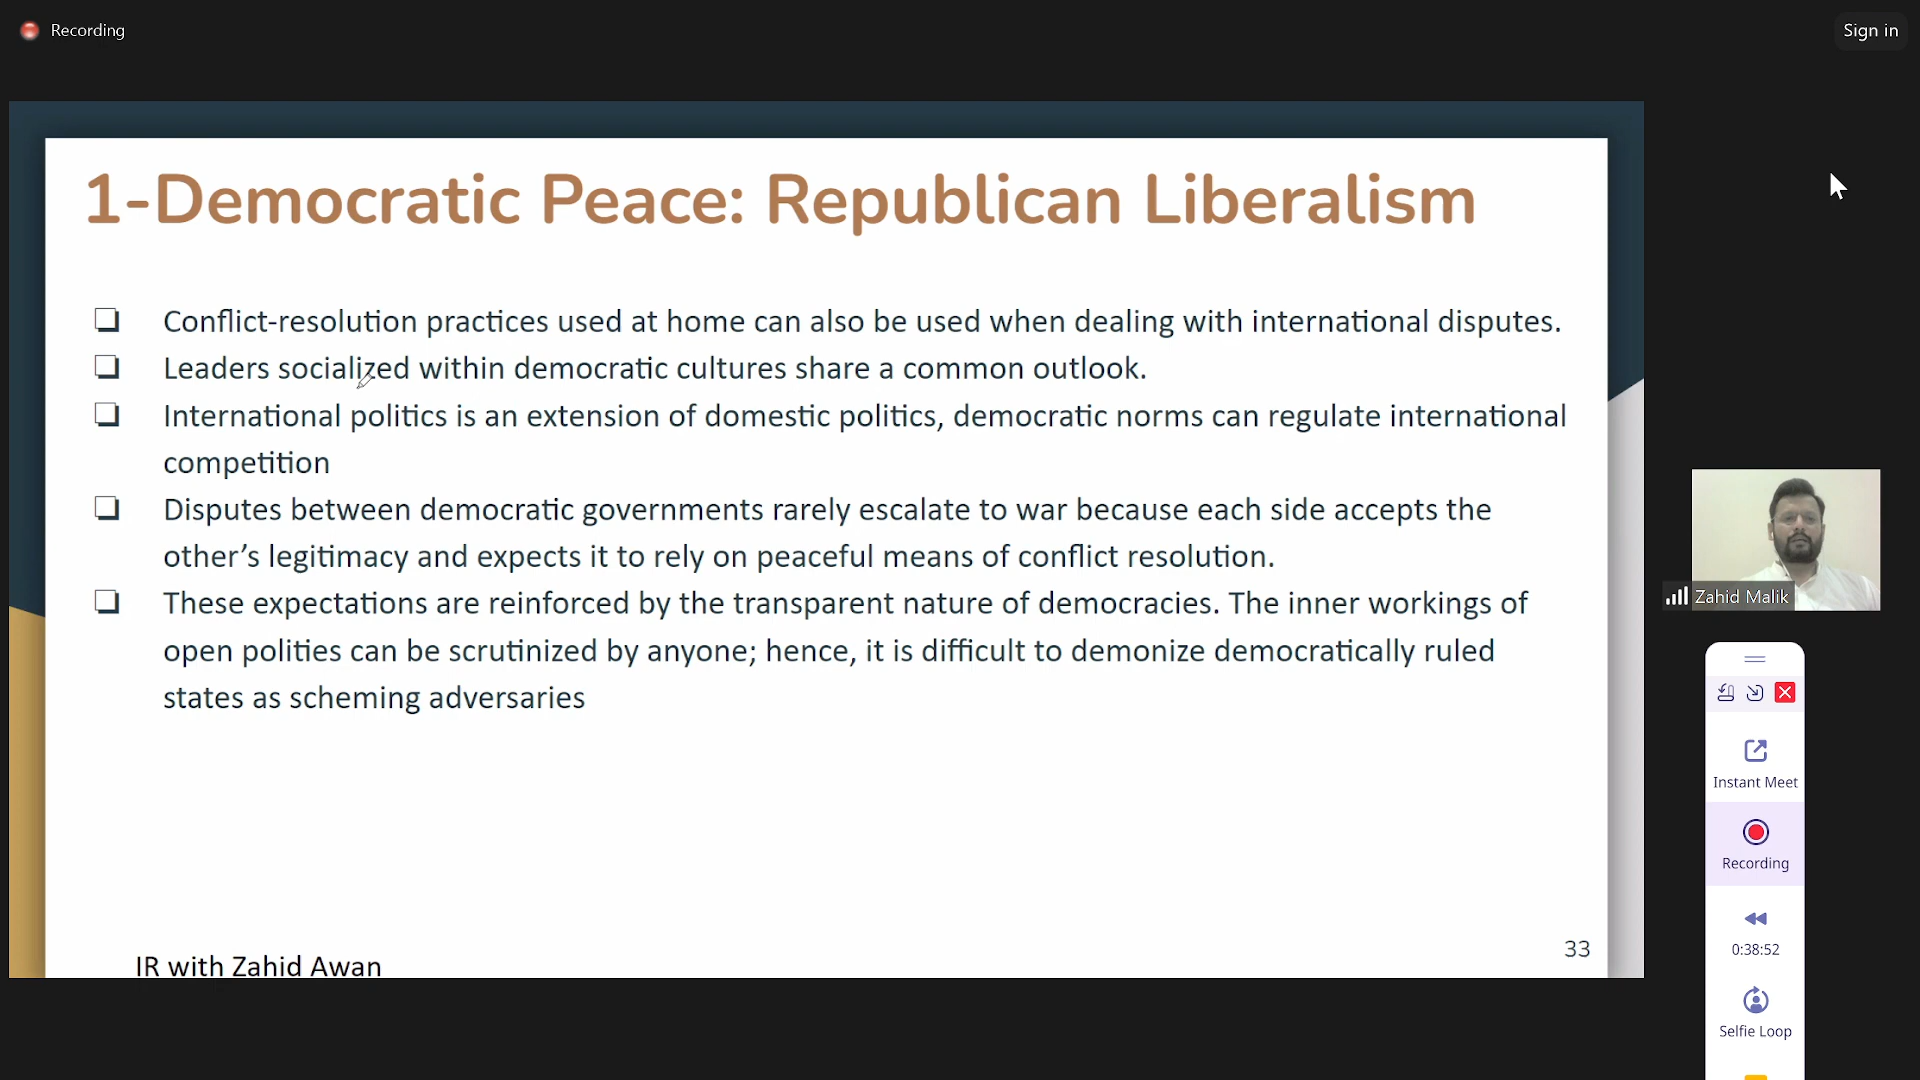 Recording
Sign in
1-Democratic Peace: Republican Liberalism
Conflict-resolution practices used at home can also be used when dealing with international disputes.
Leaders socialized within democratic cultures share a common outlook.
International politics is an extension of domestic politics, democratic norms can regulate international
competition
Disputes between democratic governments rarely escalate to war because each side accepts the
other’s legitimacy and expects it to rely on peaceful means of conflict resolution.
These expectations are reinforced by the transparent nature of democracies. The inner workings of
open polities can be scrutinized by anyone; hence, it is difficult to demonize democratically ruled
states as scheming adversaries
33
IR with Zahid Awan
Zahid Malik
Instant Meet
Recording
0:38:52
Selfie Loop